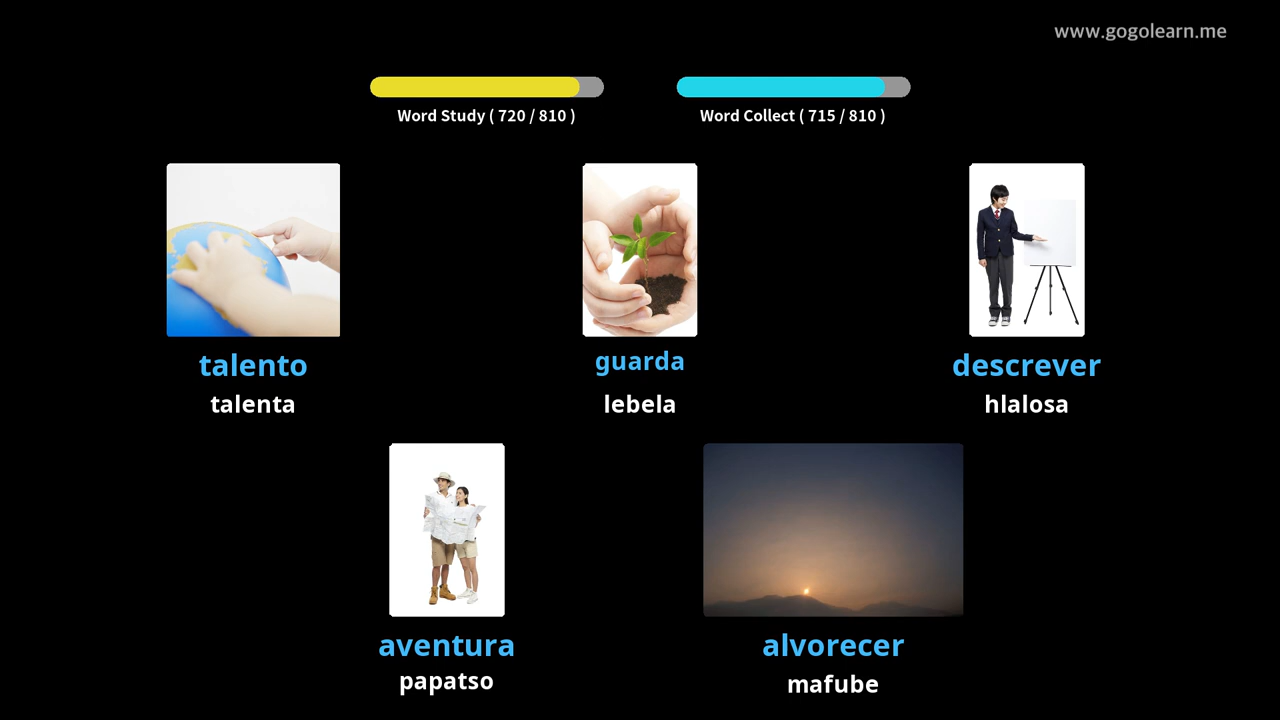 www.gogolearn.me
Word Study ( 720 / 810 )
Word Collect ( 715 / 810 )
talento
talenta
guarda
lebela
descrever
hlalosa
aventura
papatso
alvorecer
mafube